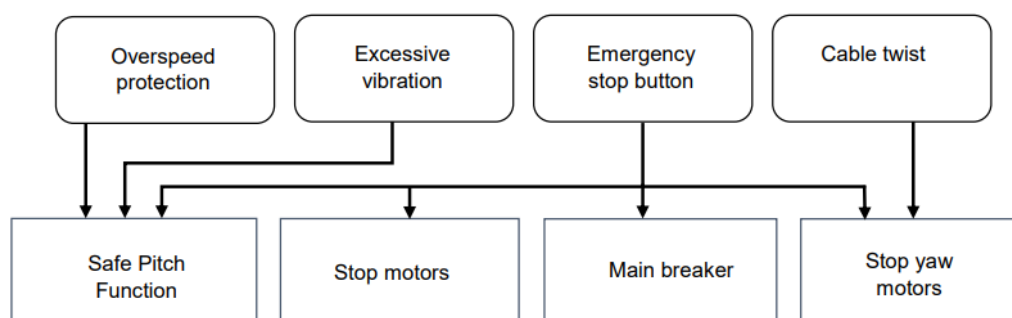 Overspeed
protection
Excessive
vibration
Emergency
stop button
Cable twist
Safe Pitch
Function
Stop motors
Main breaker
Stop yaw
motors